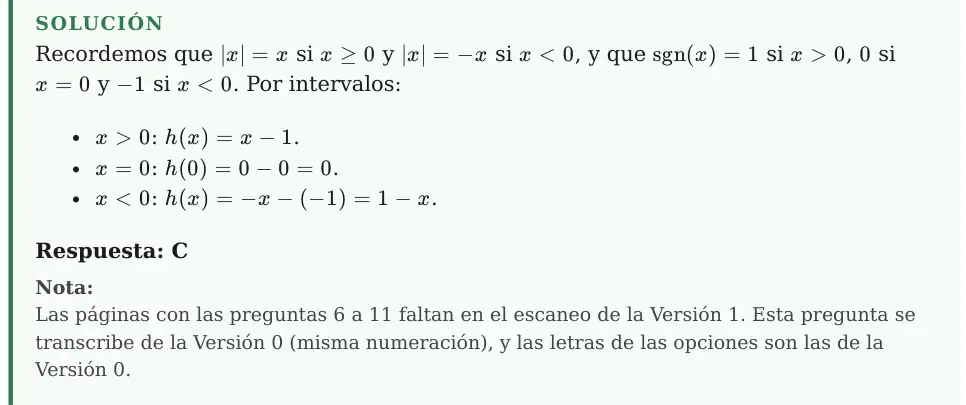 SOLUCIÓN
Recordemos que |x| = x si x ≥ 0 y |x| = −x si x < 0, y que sgn(x) = 1 si x > 0, 0 si
x = 0 y −1 si x < 0. Por intervalos:
• x > 0: h(x) = x − 1.
• x = 0: h(0) = 0 − 0 = 0.
• x < 0: h(x) = −x − (−1) = 1 − x.
Respuesta: C
Nota:
Las páginas con las preguntas 6 a 11 faltan en el escaneo de la Versión 1. Esta pregunta se
transcribe de la Versión 0 (misma numeración), y las letras de las opciones son las de la
Versión 0.